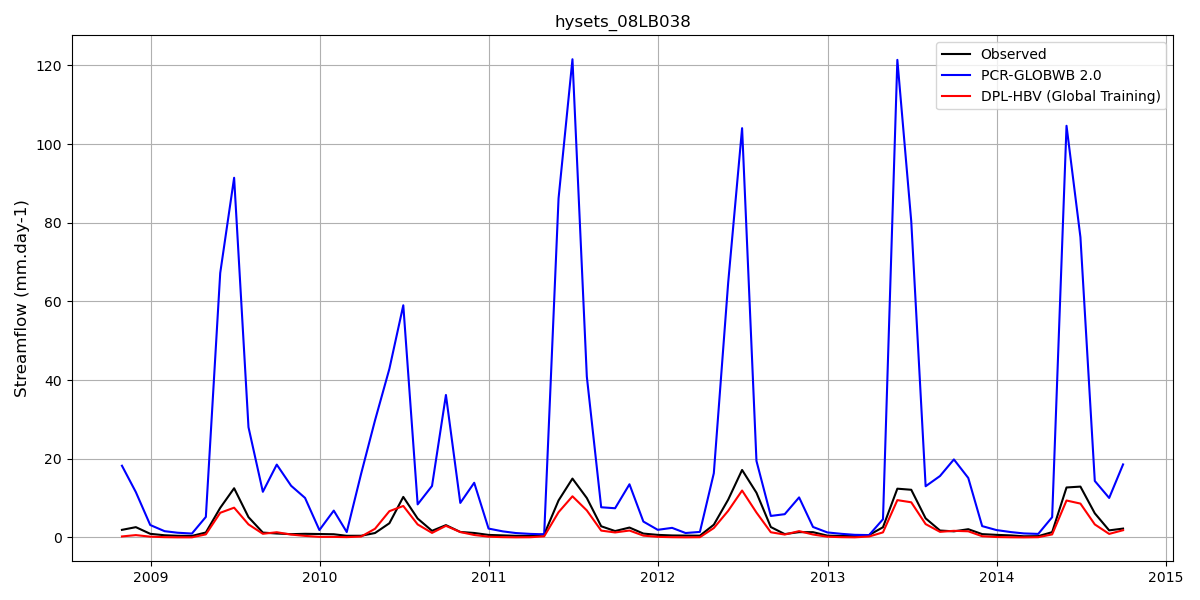 hysets_08LB038
Observed
PCR-GLOBWB 2.0
DPL-HBV (Global Training)
Streamflow (mm.day-1)
120
100
80
60
40
20
0
2009 2010 2011 2012 2013 2014 2015